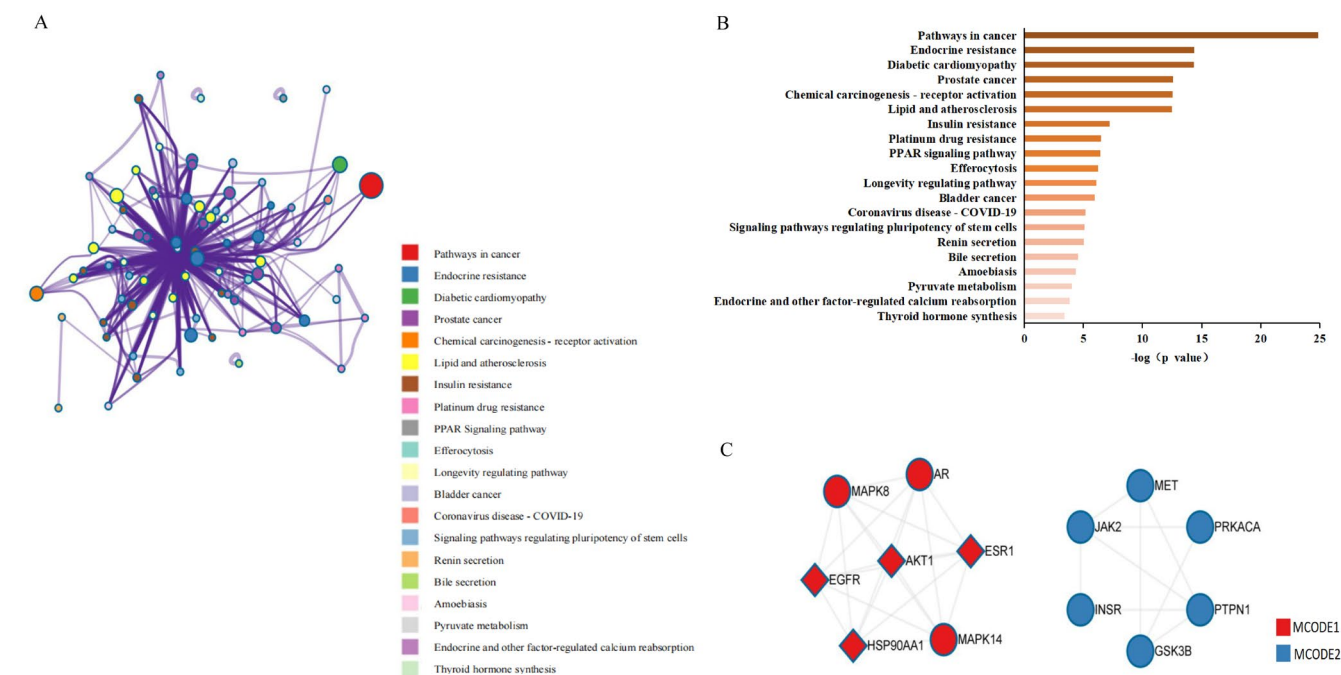 A
Pathways in cancer
Endocrine resistance
Diabetic cardiomyopathy
Prostate cancer
Chemical carcinogenesis - receptor activation
Lipid and atherosclerosis
Insulin resistance
Platinum drug resistance
PPAR Signaling pathway
Efferocytosis
Longevity regulating pathway
Bladder cancer
Coronavirus disease - COVID-19
Signaling pathways regulating pluripotency of stem cells
Renin secretion
Bile secretion
Amoebiasis
Pyruvate metabolism
Endocrine and other factor-regulated calcium reabsorption
Thyroid hormone synthesis
B
Pathways in cancer
Endocrine resistance
Diabetic cardiomyopathy
Prostate cancer
Chemical carcinogenesis - receptor activation
Lipid and atherosclerosis
Insulin resistance
Platinum drug resistance
PPAR signaling pathway
Efferocytosis
Longevity regulating pathway
Bladder cancer
Coronavirus disease - COVID-19
Signaling pathways regulating pluripotency of stem cells
Renin secretion
Bile secretion
Amoebiasis
Pyruvate metabolism
Endocrine and other factor-regulated calcium reabsorption
Thyroid hormone synthesis
0 5 10 15 20 25
-log（p value）
C
AR
MAPK8
AKT1
ESR1
EGFR
HSP90AA1
MAPK14
MET
JAK2
PRKACA
INSR
PTPN1
GSK3B
MCODE1
MCODE2